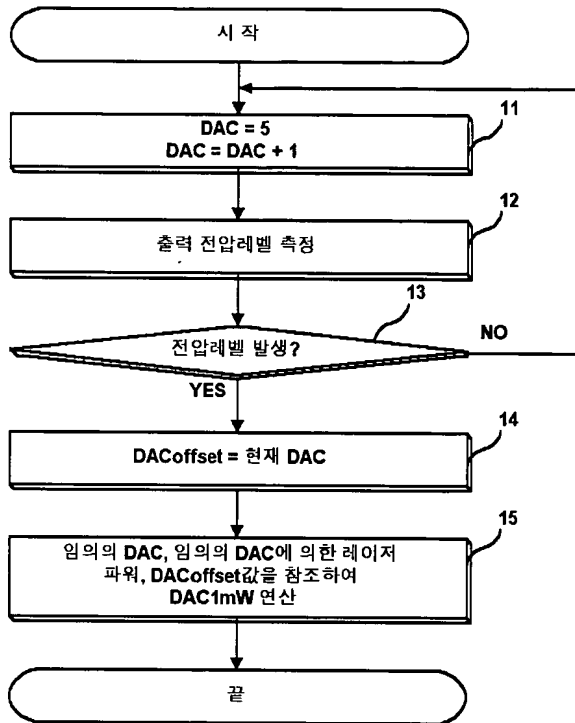 시 작
11
DAC = 5
DAC = DAC + 1
12
출력 전압레벨 측정
13
전압레벨 발생?
NO
YES
14
DACoffset = 현재 DAC
15
임의의 DAC, 임의의 DAC에 의한 레이저
파워, DACoffset값을 참조하여
DAC1mW 연산
끝